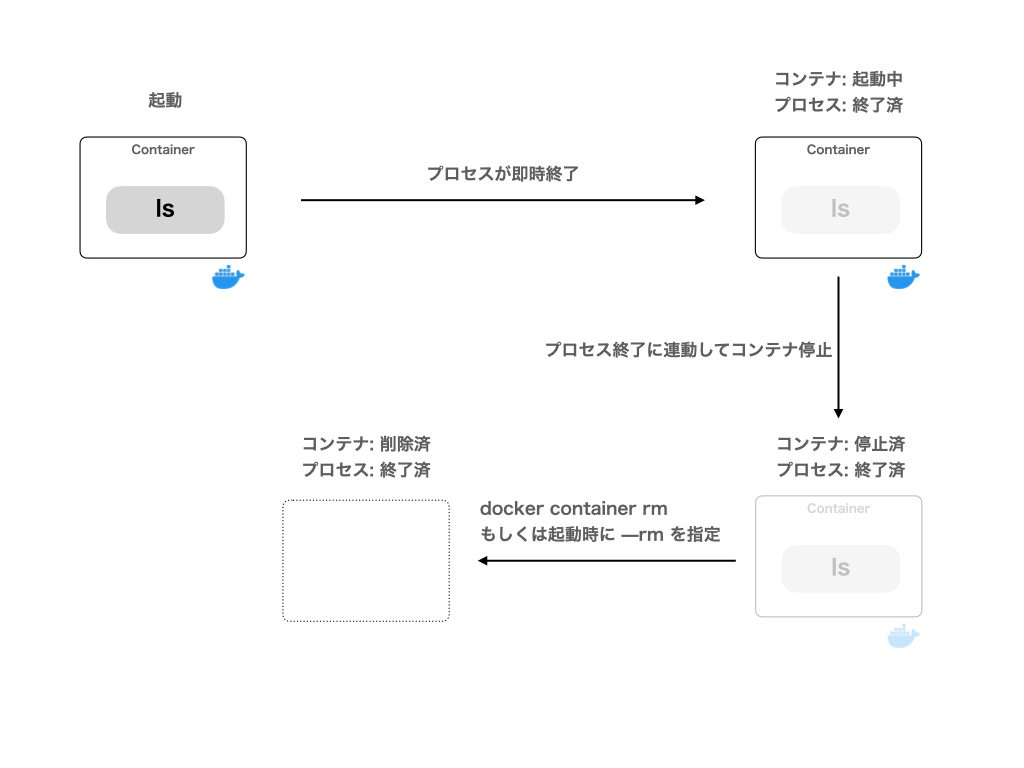 起動
Container
ls
プロセスが即時終了
コンテナ: 起動中
プロセス: 終了済
Container
ls
プロセス終了に連動してコンテナ停止
コンテナ: 停止済
プロセス: 終了済
Container
ls
docker container rm
もしくは起動時に —rm を指定
コンテナ: 削除済
プロセス: 終了済